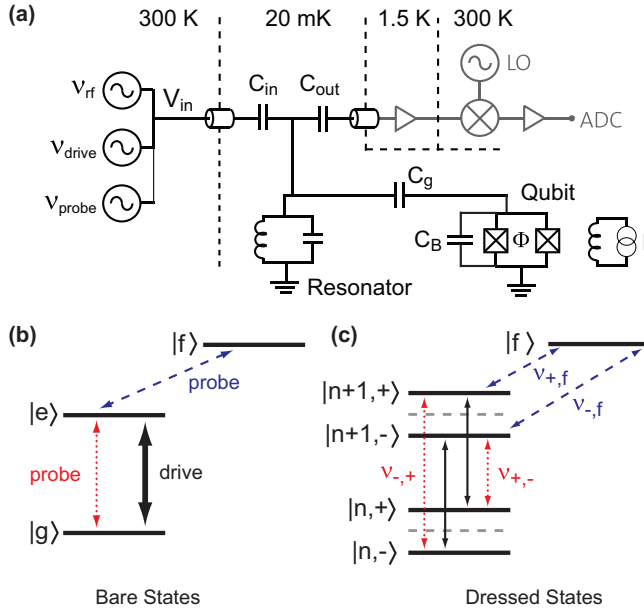 (a)
300 K
20 mK
1.5 K
300 K
ν_rf
V_in
C_in
C_out
LO
ADC
ν_drive
ν_probe
C_g
Qubit
C_B
Φ
Resonator
(b)
|f⟩
probe
|e⟩
probe
drive
|g⟩
Bare States
(c)
|f⟩
ν_+,f
ν_-,f
|n+1,+⟩
|n+1,-⟩
ν_-,+
ν_+,-
|n,+⟩
|n,-⟩
Dressed States